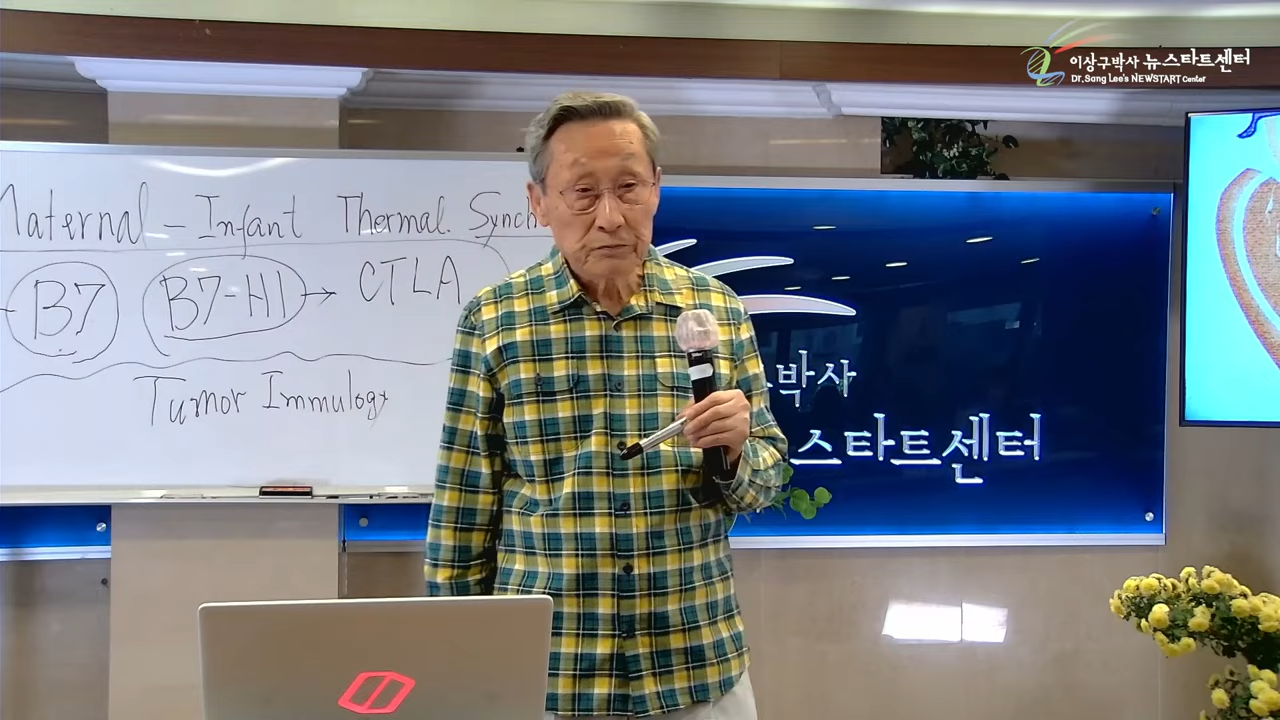 이상구박사 뉴스타트센터
Dr. Sang Lee's NEWSTART Center
Maternal - Infant Thermal. Synch
B7 B7-H1 → CTLA
Tumor Immulogy
박사
스타트센터